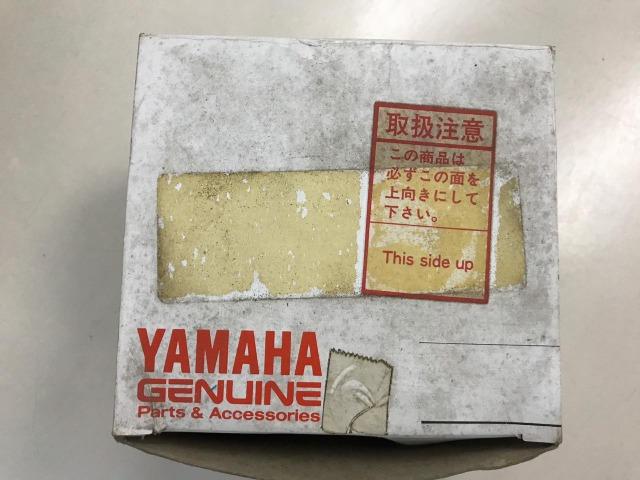 取扱注意
この商品は
必ずこの面を
上向きにして
下さい。
This side up
YAMAHA
GENUINE
Parts & Accessories